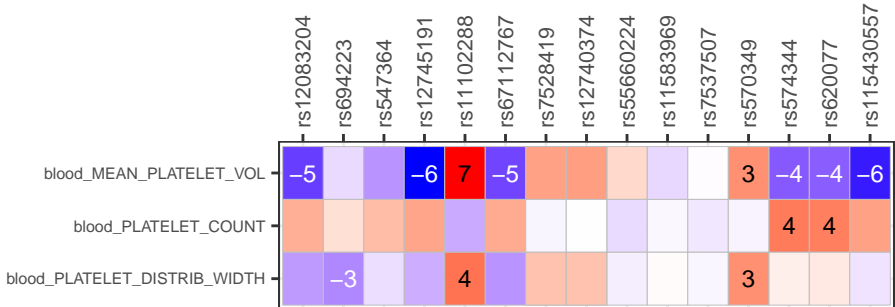 rs12083204 rs694223 rs547364 rs12745191 rs11102288 rs67112767 rs7528419 rs12740374 rs55660224 rs11583969 rs7537507 rs570349 rs574344 rs620077 rs115430557
blood_MEAN_PLATELET_VOL −5 −6 7 −5 3 −4 −4 −6
blood_PLATELET_COUNT 4 4
blood_PLATELET_DISTRIB_WIDTH −3 4 3